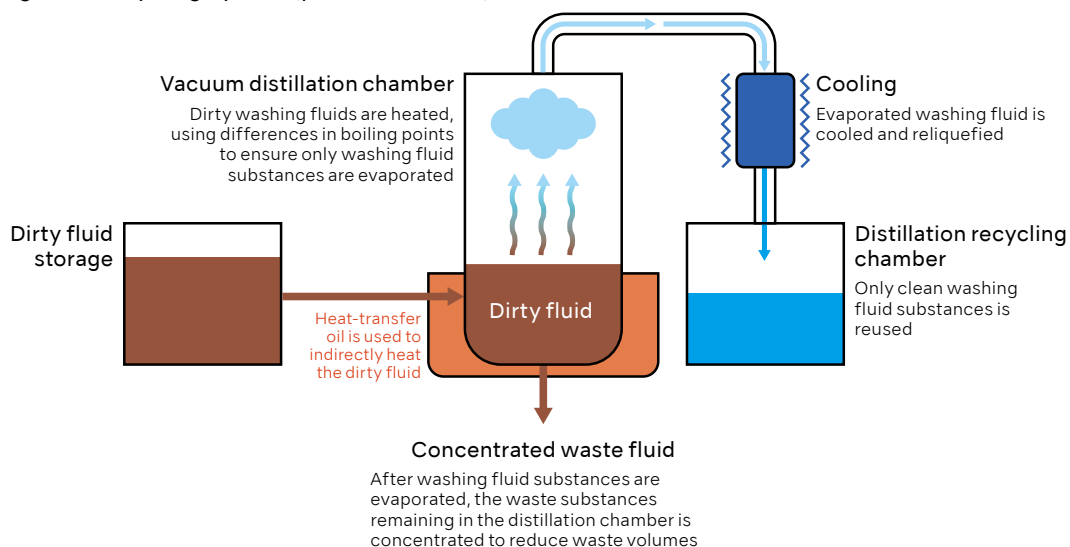 Vacuum distillation chamber
Dirty washing fluids are heated,
using differences in boiling points
to ensure only washing fluid
substances are evaporated
Cooling
Evaporated washing fluid is
cooled and reliquefied
Dirty fluid
storage
Heat-transfer
oil is used to
indirectly heat
the dirty fluid
Dirty fluid
Distillation recycling
chamber
Only clean washing
fluid substances is
reused
Concentrated waste fluid
After washing fluid substances are
evaporated, the waste substances
remaining in the distillation chamber is
concentrated to reduce waste volumes